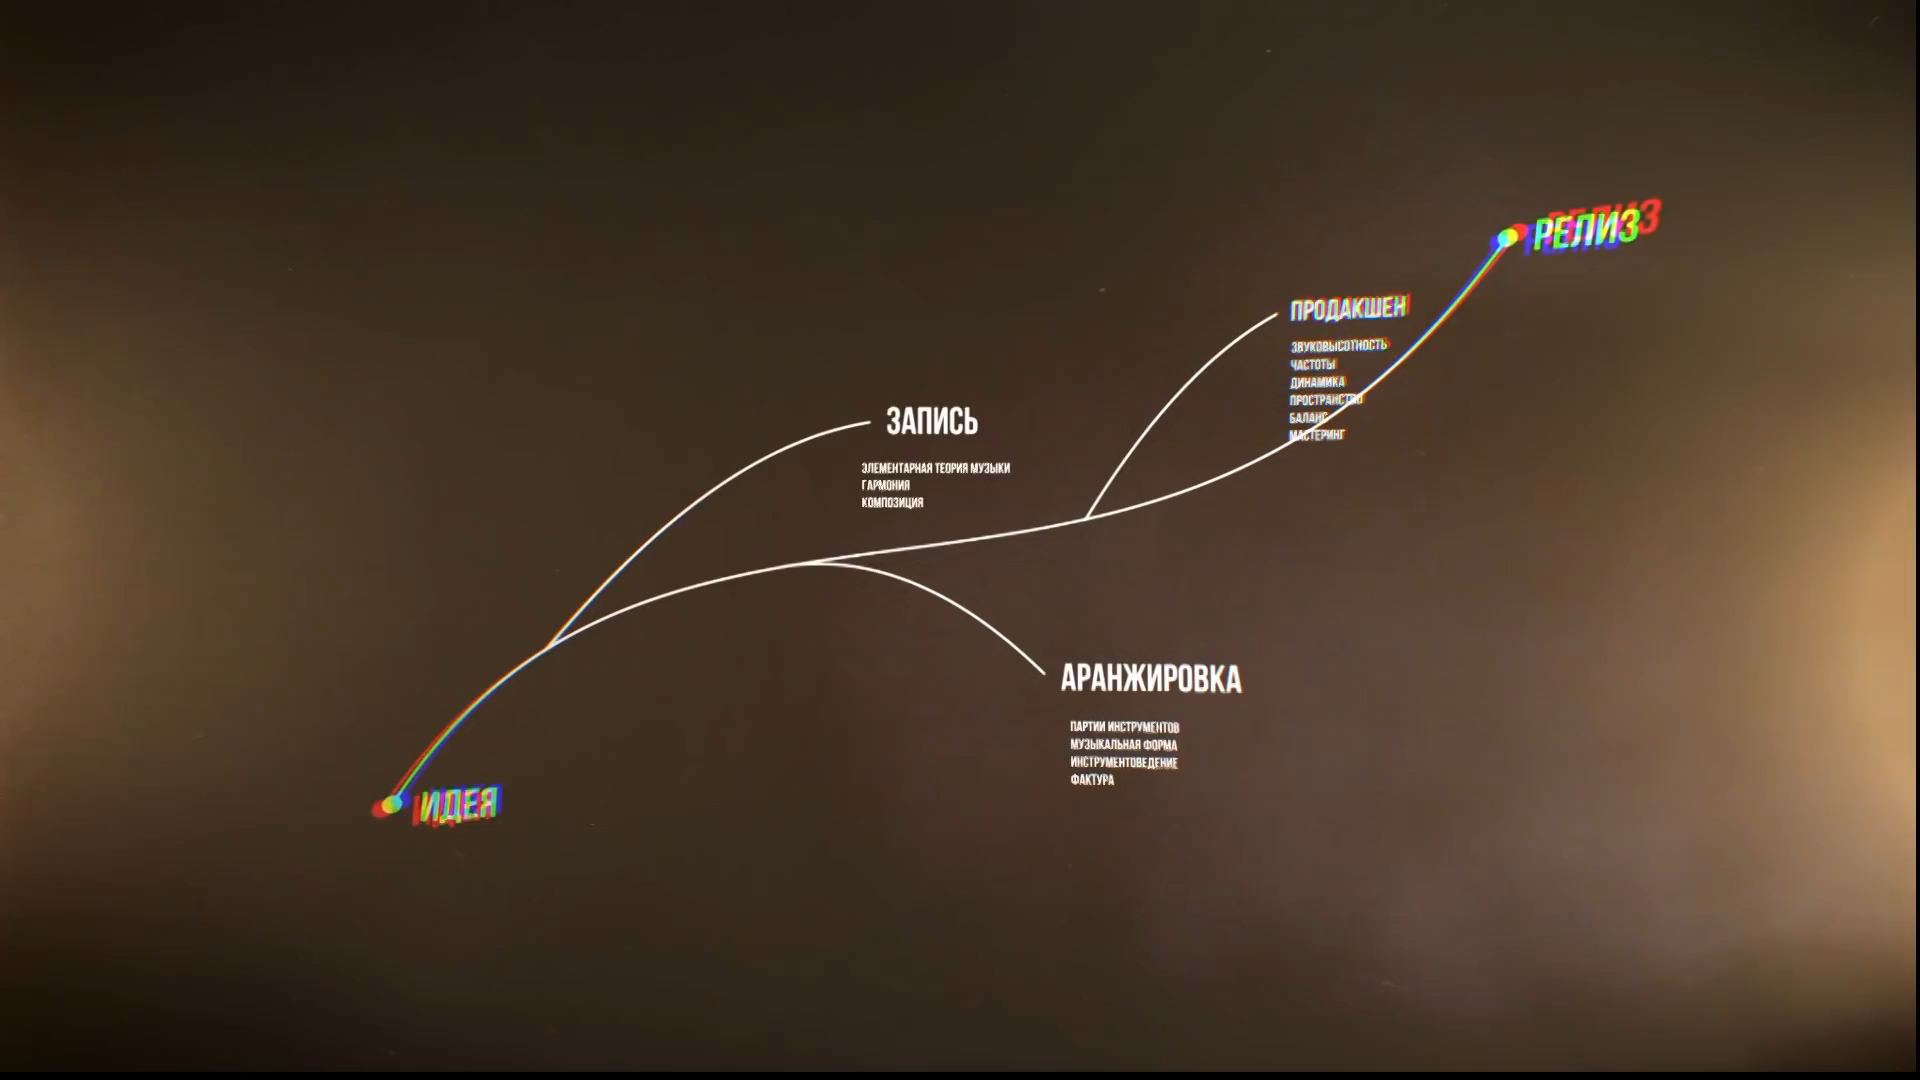 РЕЛИЗ
ПРОДАКШЕН
ЗВУКОВЫСОТНОСТЬ
ЧАСТОТЫ
ДИНАМИКА
ПРОСТРАНСТВО
БАЛАНС
МАСТЕРИНГ
ЗАПИСЬ
ЭЛЕМЕНТАРНАЯ ТЕОРИЯ МУЗЫКИ
ГАРМОНИЯ
КОМПОЗИЦИЯ
АРАНЖИРОВКА
ПАРТИИ ИНСТРУМЕНТОВ
МУЗЫКАЛЬНАЯ ФОРМА
ИНСТРУМЕНТОВЕДЕНИЕ
ФАКТУРА
ИДЕЯ